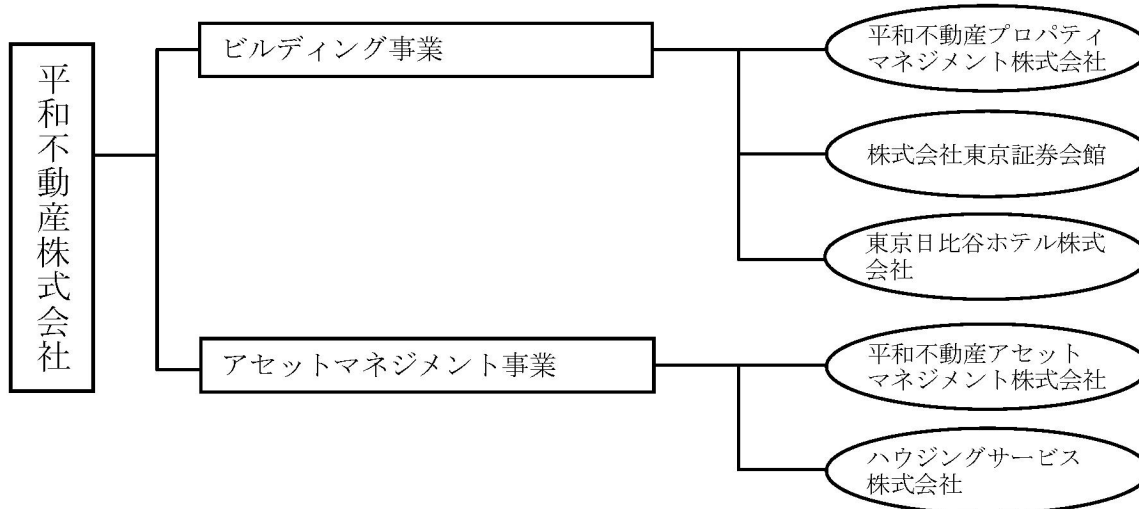 平和不動産株式会社
ビルディング事業
平和不動産プロパティ
マネジメント株式会社
株式会社東京証券会館
東京日比谷ホテル株式
会社
アセットマネジメント事業
平和不動産アセット
マネジメント株式会社
ハウジングサービス
株式会社